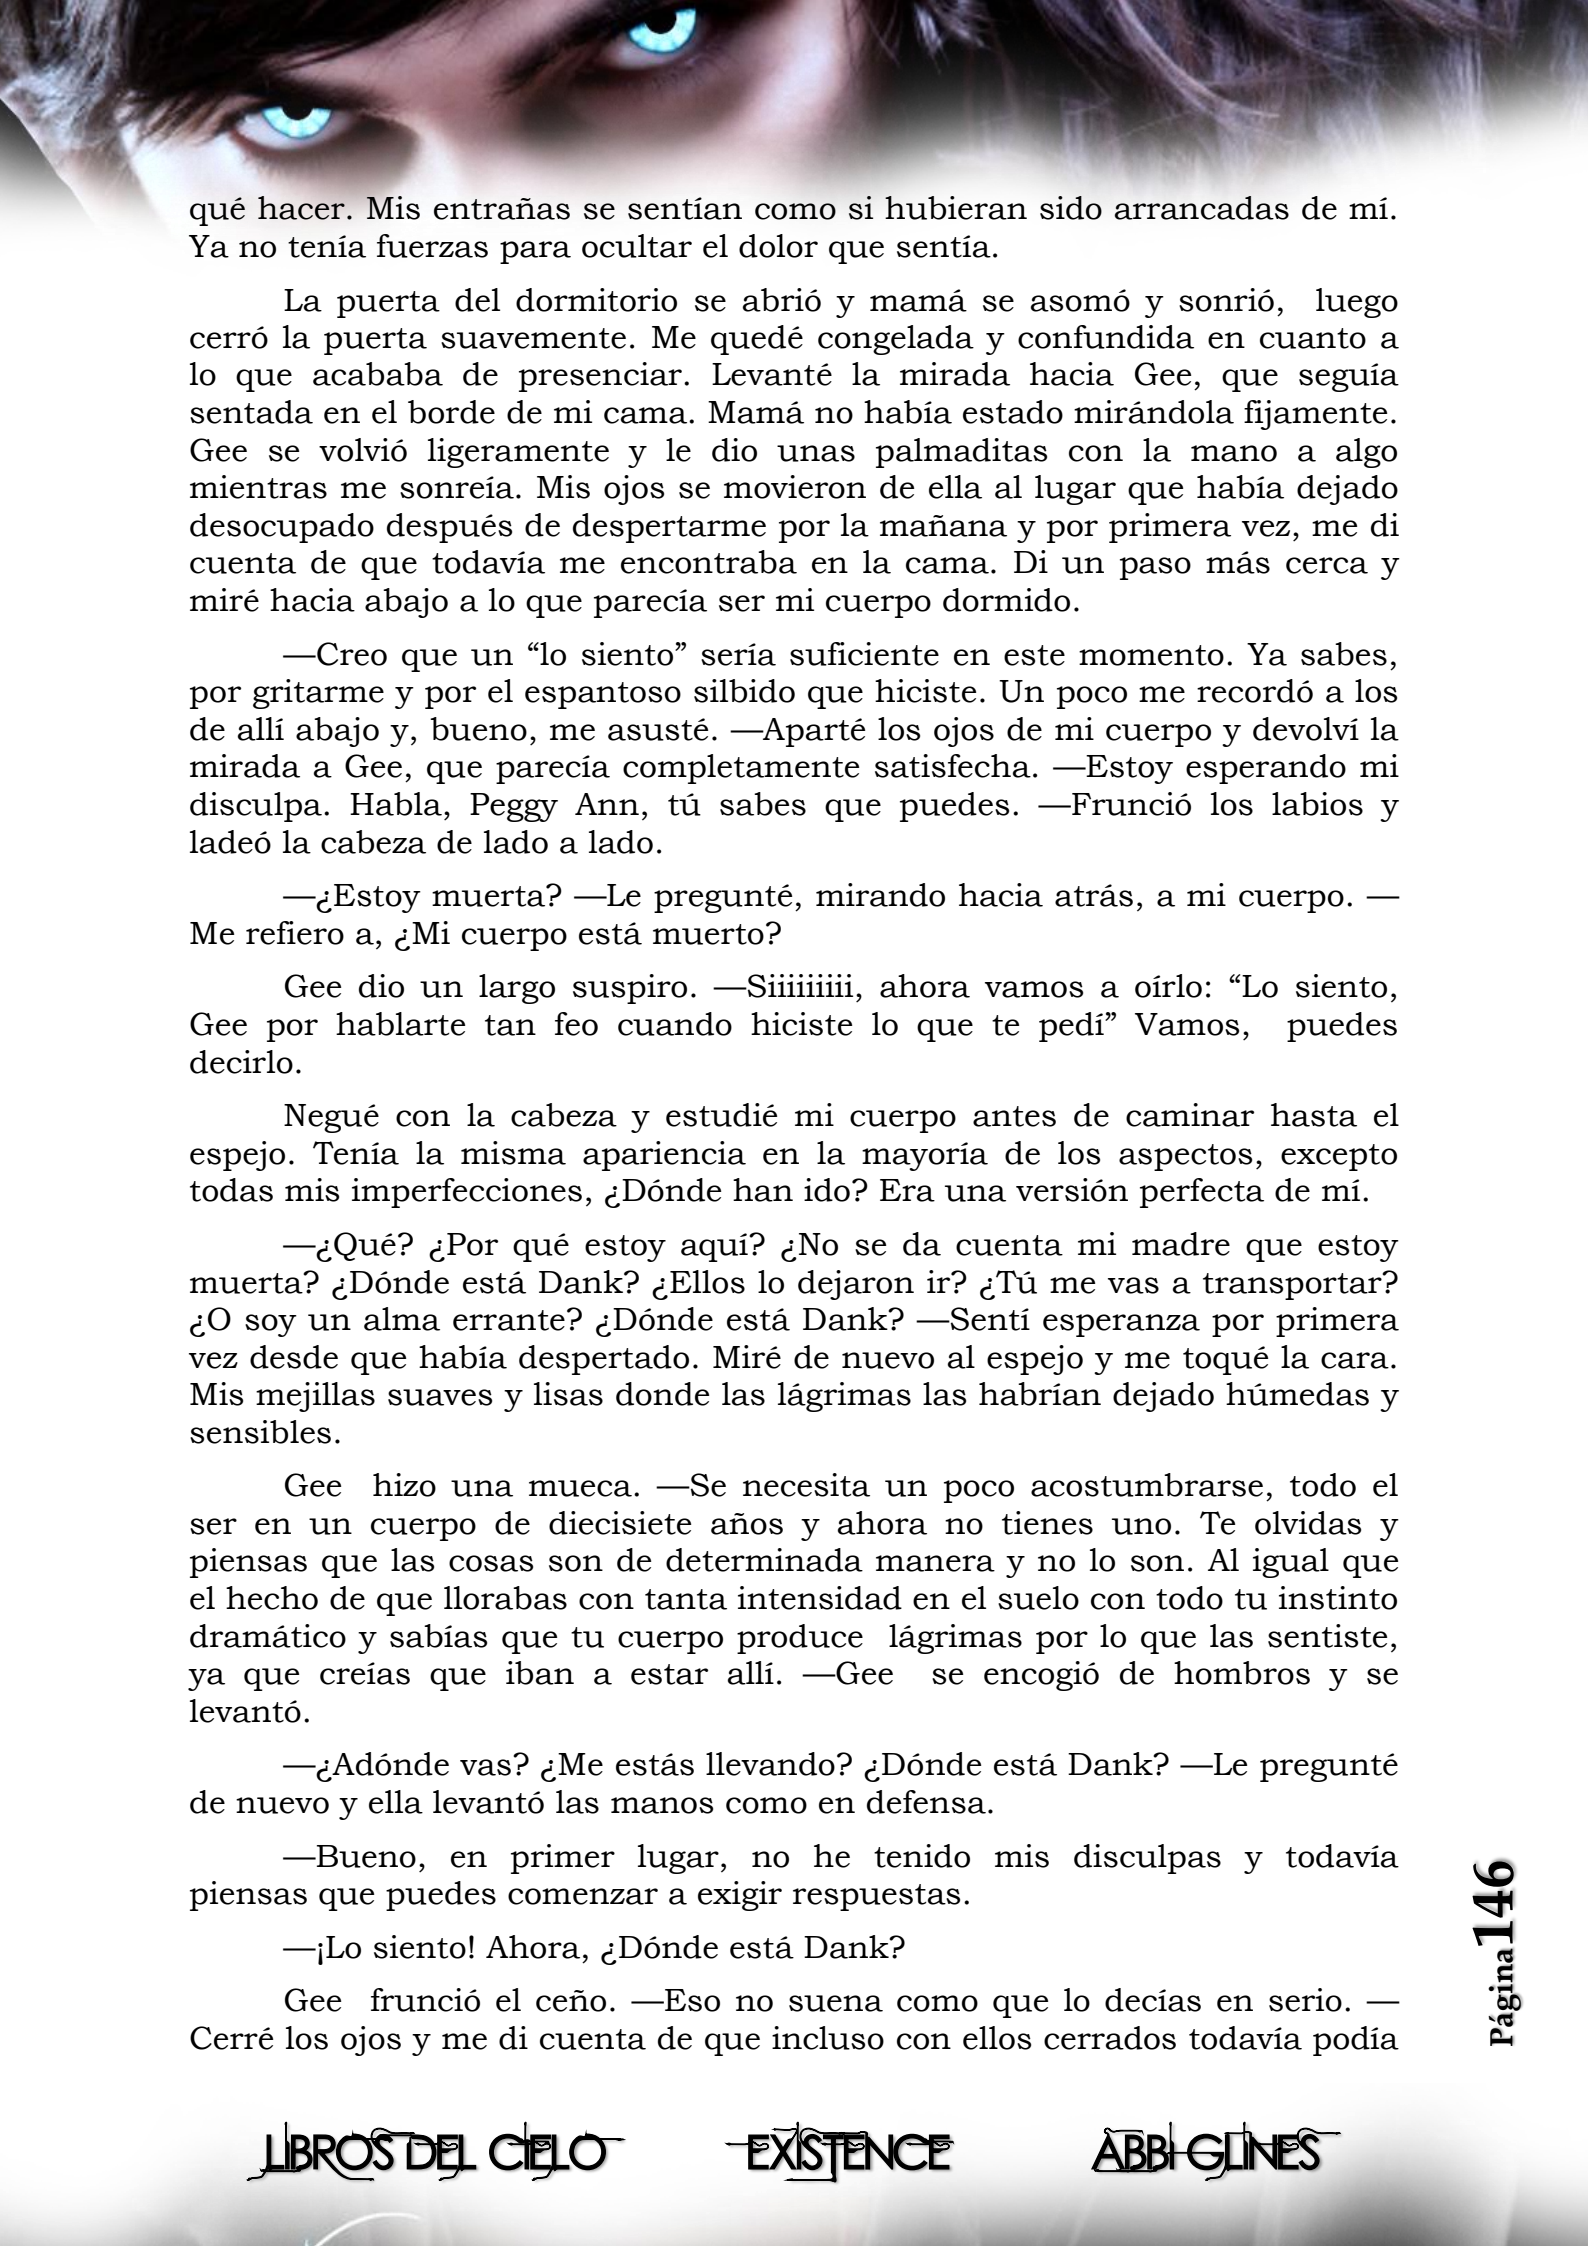 qué hacer. Mis entrañas se sentían como si hubieran sido arrancadas de mí.
Ya no tenía fuerzas para ocultar el dolor que sentía.
La puerta del dormitorio se abrió y mamá se asomó y sonrió, luego
cerró la puerta suavemente. Me quedé congelada y confundida en cuanto a
lo que acababa de presenciar. Levanté la mirada hacia Gee, que seguía
sentada en el borde de mi cama. Mamá no había estado mirándola fijamente.
Gee se volvió ligeramente y le dio unas palmaditas con la mano a algo
mientras me sonreía. Mis ojos se movieron de ella al lugar que había dejado
desocupado después de despertarme por la mañana y por primera vez, me di
cuenta de que todavía me encontraba en la cama. Di un paso más cerca y
miré hacia abajo a lo que parecía ser mi cuerpo dormido.
—Creo que un “lo siento” sería suficiente en este momento. Ya sabes,
por gritarme y por el espantoso silbido que hiciste. Un poco me recordó a los
de allí abajo y, bueno, me asusté. —Aparté los ojos de mi cuerpo y devolví la
mirada a Gee, que parecía completamente satisfecha. —Estoy esperando mi
disculpa. Habla, Peggy Ann, tú sabes que puedes. —Frunció los labios y
ladeó la cabeza de lado a lado.
—¿Estoy muerta? —Le pregunté, mirando hacia atrás, a mi cuerpo. —
Me refiero a, ¿Mi cuerpo está muerto?
Gee dio un largo suspiro. —Siiiiiiiii, ahora vamos a oírlo: “Lo siento,
Gee por hablarte tan feo cuando hiciste lo que te pedí” Vamos, puedes
decirlo.
Negué con la cabeza y estudié mi cuerpo antes de caminar hasta el
espejo. Tenía la misma apariencia en la mayoría de los aspectos, excepto
todas mis imperfecciones, ¿Dónde han ido? Era una versión perfecta de mí.
—¿Qué? ¿Por qué estoy aquí? ¿No se da cuenta mi madre que estoy
muerta? ¿Dónde está Dank? ¿Ellos lo dejaron ir? ¿Tú me vas a transportar?
¿O soy un alma errante? ¿Dónde está Dank? —Sentí esperanza por primera
vez desde que había despertado. Miré de nuevo al espejo y me toqué la cara.
Mis mejillas suaves y lisas donde las lágrimas las habrían dejado húmedas y
sensibles.
Gee hizo una mueca. —Se necesita un poco acostumbrarse, todo el
ser en un cuerpo de diecisiete años y ahora no tienes uno. Te olvidas y
piensas que las cosas son de determinada manera y no lo son. Al igual que
el hecho de que llorabas con tanta intensidad en el suelo con todo tu instinto
dramático y sabías que tu cuerpo produce lágrimas por lo que las sentiste,
ya que creías que iban a estar allí. —Gee se encogió de hombros y se
levantó.
—¿Adónde vas? ¿Me estás llevando? ¿Dónde está Dank? —Le pregunté
de nuevo y ella levantó las manos como en defensa.
—Bueno, en primer lugar, no he tenido mis disculpas y todavía
piensas que puedes comenzar a exigir respuestas.
—¡Lo siento! Ahora, ¿Dónde está Dank?
Gee frunció el ceño. —Eso no suena como que lo decías en serio. —
Cerré los ojos y me di cuenta de que incluso con ellos cerrados todavía podía
Página146
LIBROS DEL CIELO EXISTENCE ABBI GLINES